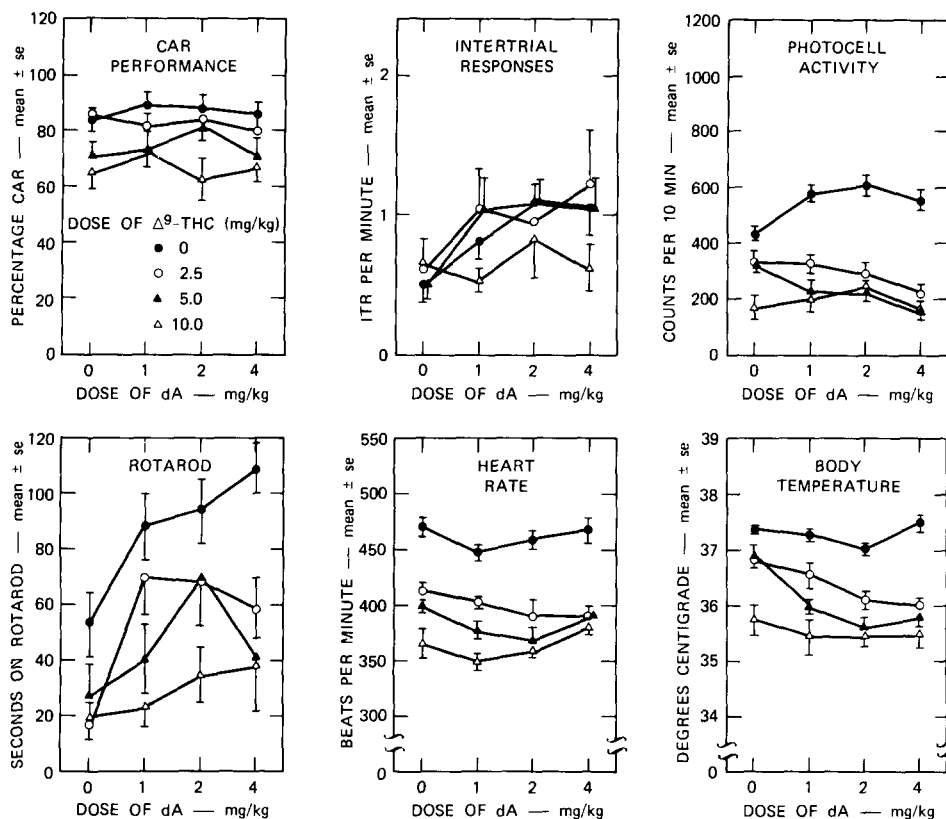 CAR
PERFORMANCE
PERCENTAGE CAR — mean ± se
120
100
80
60
40
20
0
DOSE OF Δ⁹-THC (mg/kg)
0
2.5
5.0
10.0
0 1 2 4
DOSE OF dA — mg/kg
INTERTRIAL
RESPONSES
ITR PER MINUTE — mean ± se
2
1
0
0 1 2 4
DOSE OF dA — mg/kg
PHOTOCELL
ACTIVITY
COUNTS PER 10 MIN — mean ± se
1200
1000
800
600
400
200
0
0 1 2 4
DOSE OF dA — mg/kg
ROTAROD
SECONDS ON ROTAROD — mean ± se
120
100
80
60
40
20
0
0 1 2 4
DOSE OF dA — mg/kg
HEART
RATE
BEATS PER MINUTE — mean ± se
550
500
450
400
350
300
0
0 1 2 4
DOSE OF dA — mg/kg
BODY
TEMPERATURE
DEGREES CENTIGRADE — mean ± se
39
38
37
36
35
34
0
0 1 2 4
DOSE OF dA — mg/kg